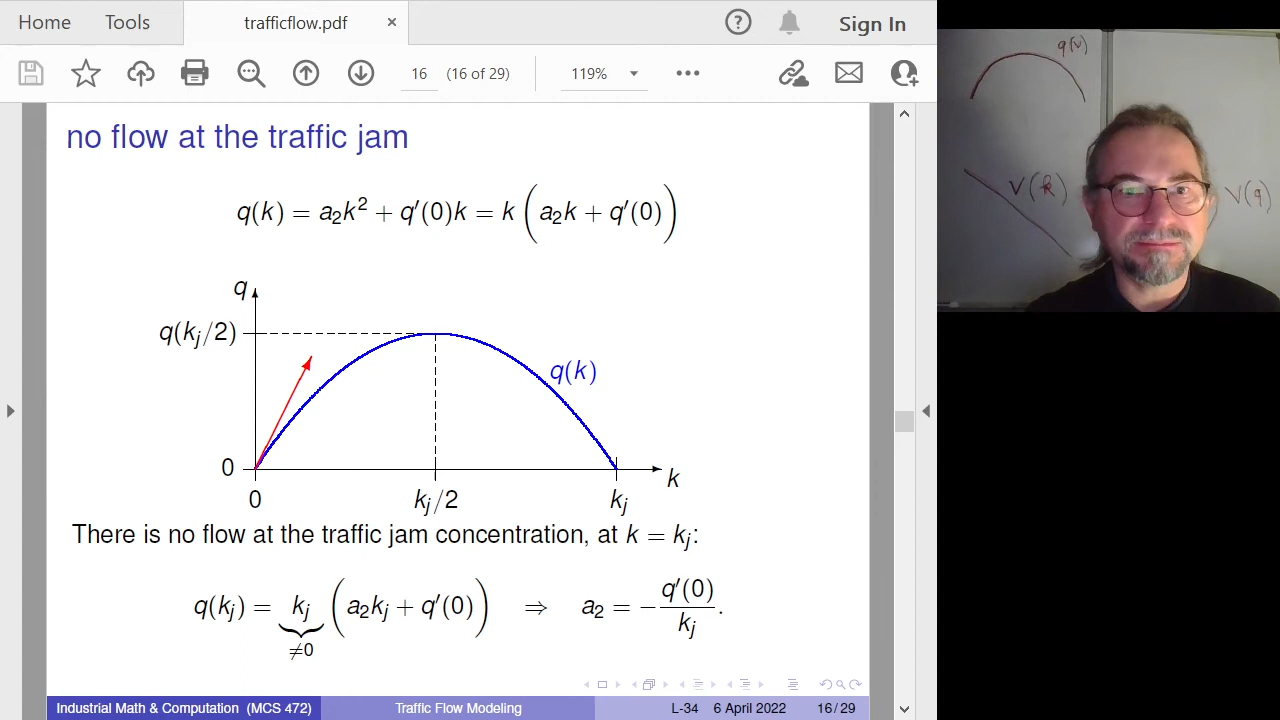 Home Tools trafficflow.pdf × Sign In
16 (16 of 29) 119%
no flow at the traffic jam
q(k) = a₂k² + q′(0)k = k(a₂k + q′(0))
q
q(kⱼ/2)
q(k)
0
k
0 kⱼ/2 kⱼ
There is no flow at the traffic jam concentration, at k = kⱼ:
q(kⱼ) = kⱼ (a₂kⱼ + q′(0)) ⇒ a₂ = −q′(0)/kⱼ.
≠0
Industrial Math & Computation (MCS 472) Traffic Flow Modeling L-34 6 April 2022 16/29
q(v)
v(k)
v(q)